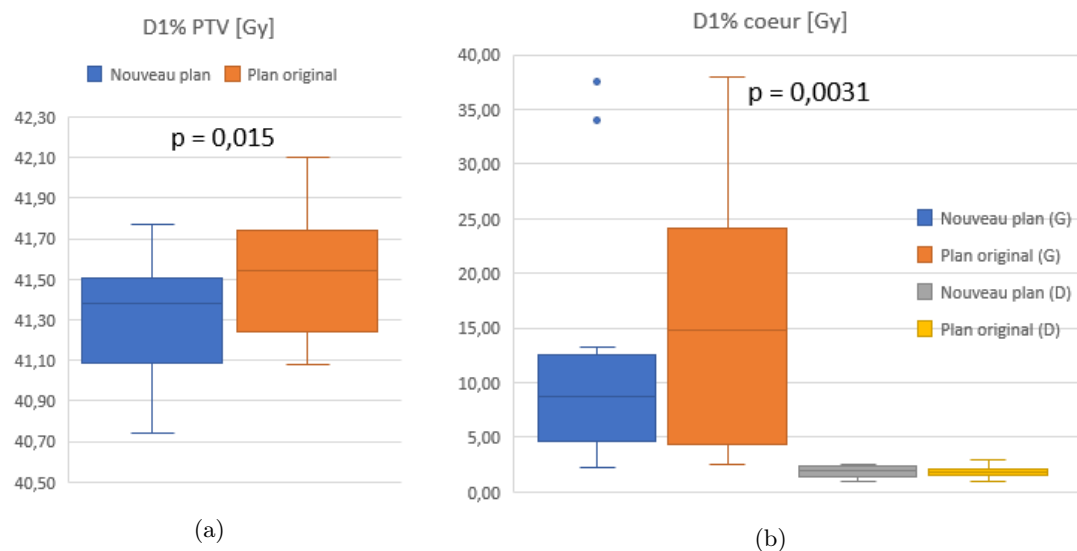 D1% PTV [Gy]
Nouveau plan
Plan original
42,30
42,10
41,90
41,70
41,50
41,30
41,10
40,90
40,70
40,50
p = 0,015
(a)
D1% coeur [Gy]
40,00
35,00
30,00
25,00
20,00
15,00
10,00
5,00
0,00
p = 0,0031
Nouveau plan (G)
Plan original (G)
Nouveau plan (D)
Plan original (D)
(b)